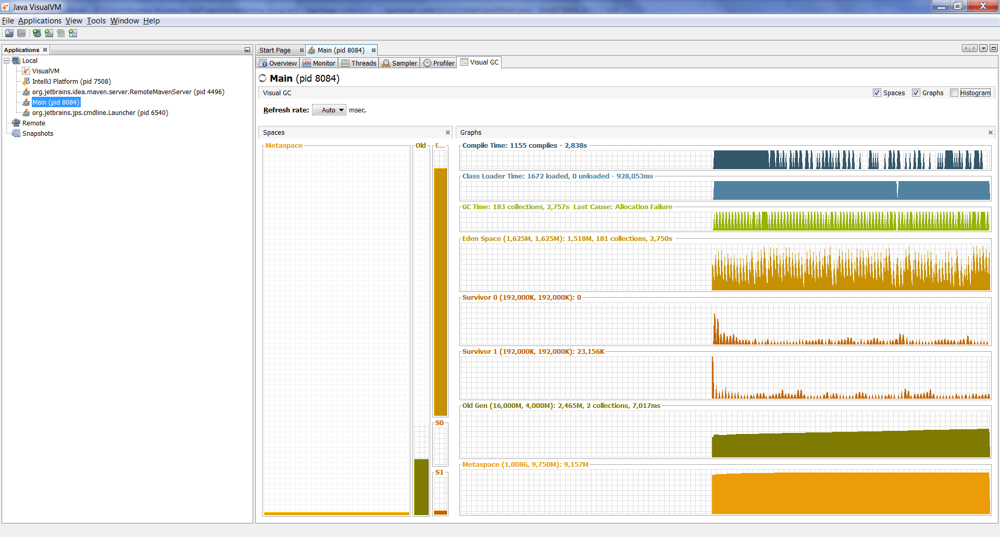 Java VisualVM
File Applications View Tools Window Help
Applications
Local
VisualVM
IntelliJ Platform (pid 7508)
org.jetbrains.idea.maven.server.RemoteMavenServer (pid 4496)
Main (pid 8084)
org.jetbrains.jps.cmdline.Launcher (pid 6540)
Remote
Snapshots
Start Page Main (pid 8084)
Overview Monitor Threads Sampler Profiler Visual GC
Main (pid 8084)
Visual GC Spaces Graphs Histogram
Refresh rate: Auto msec.
Spaces
Metaspace Old E...
S0
S1
Graphs
Compile Time: 1155 compiles - 2,838s
Class Loader Time: 1672 loaded, 0 unloaded - 928,053ms
GC Time: 183 collections, 2,757s Last Cause: Allocation Failure
Eden Space (1,625M, 1,625M): 1,518M, 181 collections, 2,750s
Survivor 0 (192,000K, 192,000K): 0
Survivor 1 (192,000K, 192,000K): 23,156K
Old Gen (16,000M, 4,000M): 2,465M, 2 collections, 7,017ms
Metaspace (1,008G, 9,750M): 9,157M